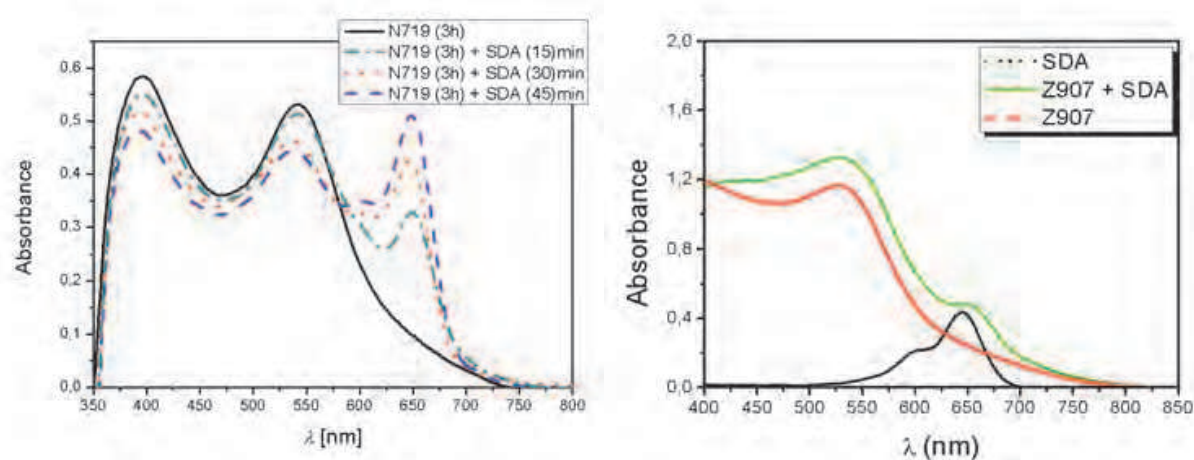 N719 (3h)
N719 (3h) + SDA (15)min
N719 (3h) + SDA (30)min
N719 (3h) + SDA (45)min
0,6
0,5
0,4
0,3
0,2
0,1
0,0
Absorbance
350 400 450 500 550 600 650 700 750 800
λ [nm]
SDA
Z907 + SDA
Z907
2,0
1,6
1,2
0,8
0,4
0,0
Absorbance
400 450 500 550 600 650 700 750 800 850
λ (nm)